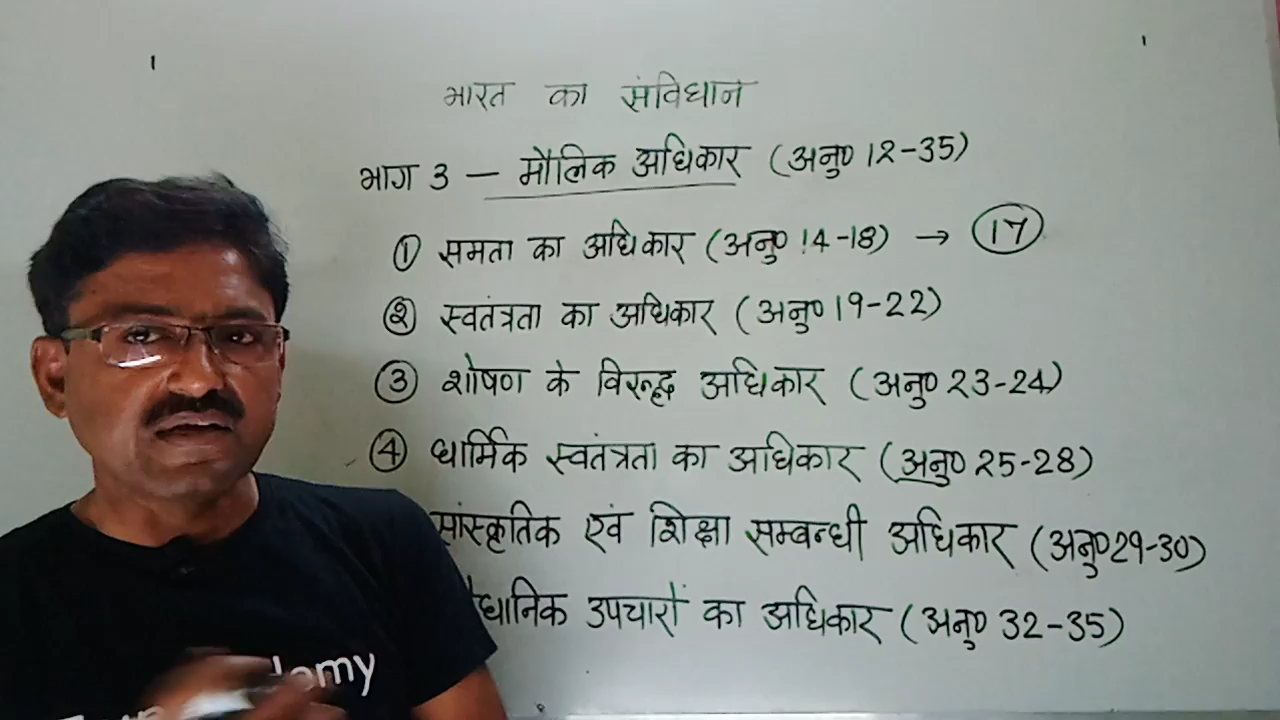 भारत का संविधान
भाग 3 — मौलिक अधिकार (अनु० 12-35)
① समता का अधिकार (अनु० 14-18) → 17
② स्वतंत्रता का अधिकार (अनु० 19-22)
③ शोषण के विरूद्ध अधिकार (अनु० 23-24)
④ धार्मिक स्वतंत्रता का अधिकार (अनु० 25-28)
सांस्कृतिक एवं शिक्षा सम्बन्धी अधिकार (अनु० 29-30)
उपचारों का अधिकार (अनु० 32-35)